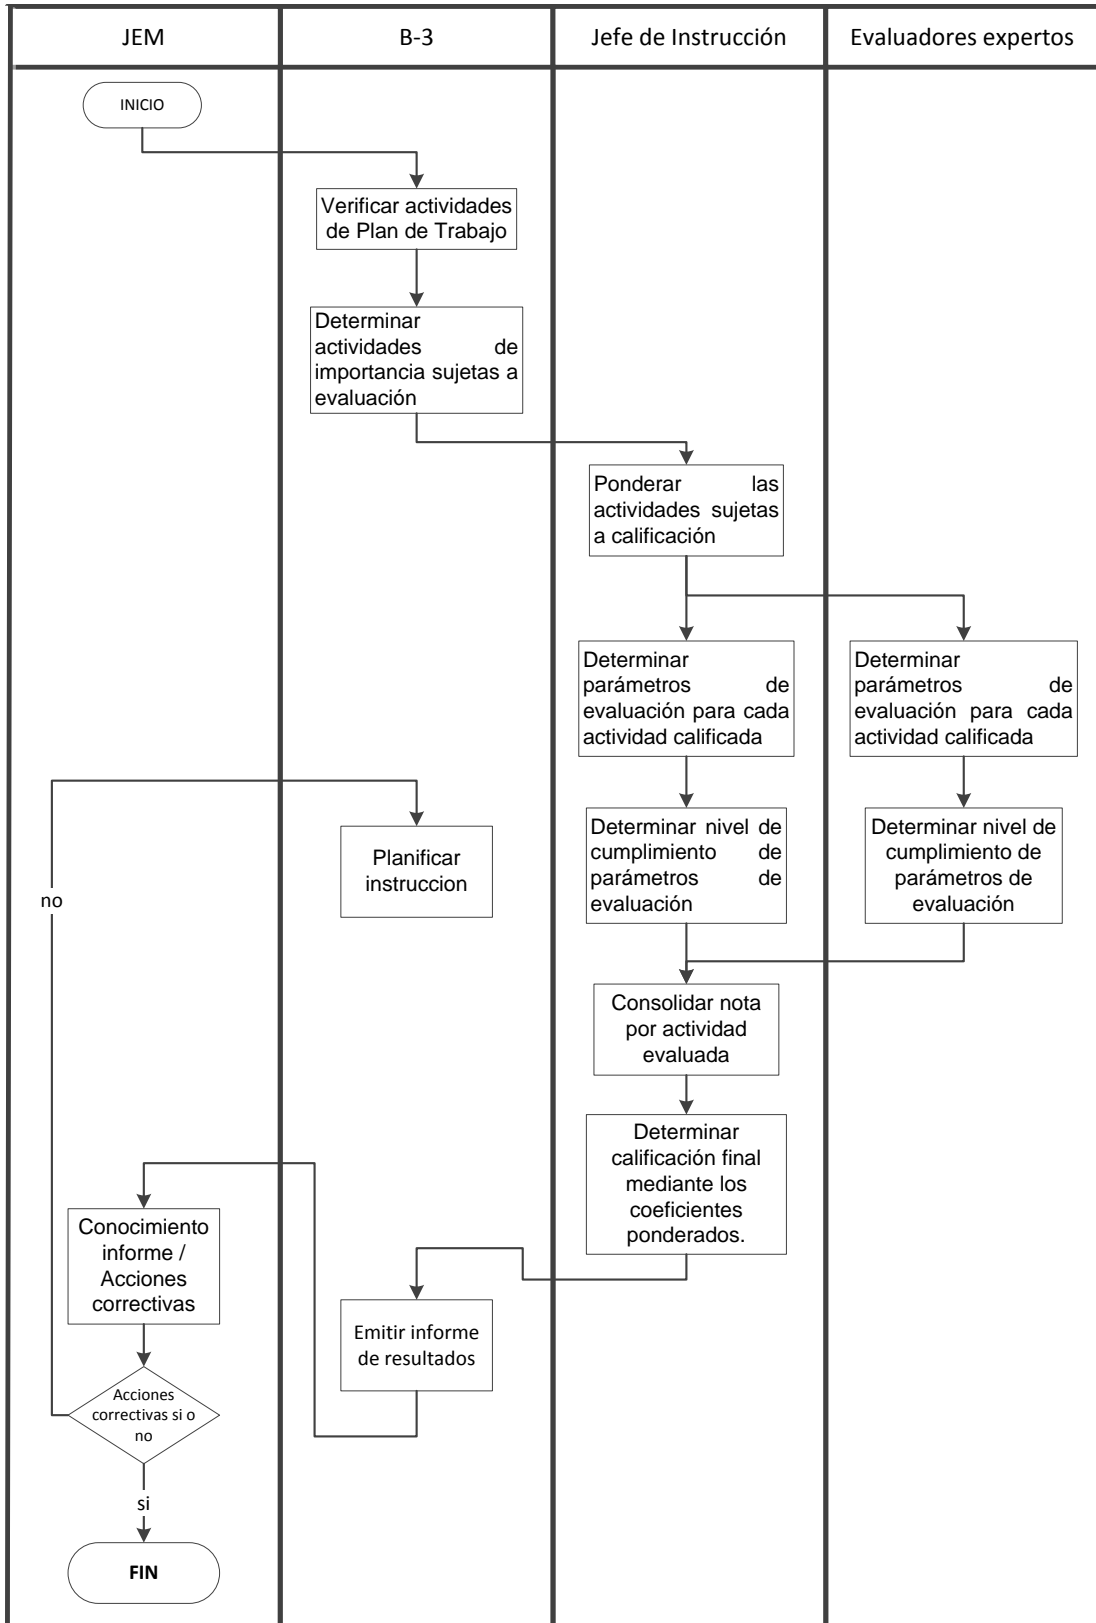 JEM
B-3
Jefe de Instrucción
Evaluadores expertos
INICIO
Verificar actividades
de Plan de Trabajo
Determinar
actividades de
importancia sujetas a
evaluación
Ponderar las
actividades sujetas
a calificación
Determinar
parámetros de
evaluación para cada
actividad calificada
Determinar
parámetros de
evaluación para cada
actividad calificada
Planificar
instruccion
Determinar nivel de
cumplimiento de
parámetros de
evaluación
Determinar nivel de
cumplimiento de
parámetros de
evaluación
no
Consolidar nota
por actividad
evaluada
Determinar
calificación final
mediante los
coeficientes
ponderados.
Conocimiento
informe /
Acciones
correctivas
Emitir informe
de resultados
Acciones
correctivas si o
no
si
FIN